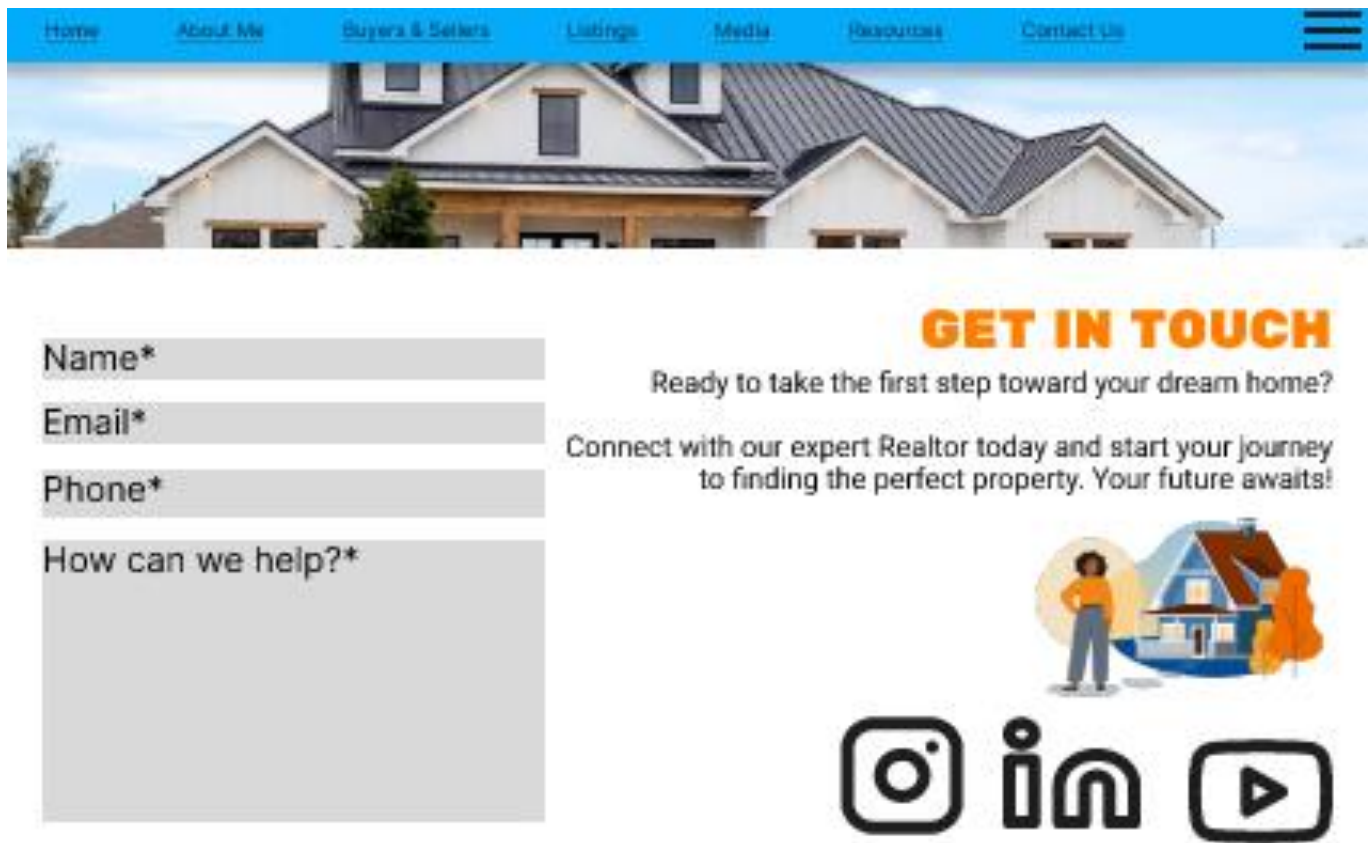 Home About Me Buyers & Sellers Listings Media Resources Contact Us
Name*
Email*
Phone*
How can we help?*
GET IN TOUCH
Ready to take the first step toward your dream home?
Connect with our expert Realtor today and start your journey
to finding the perfect property. Your future awaits!
in